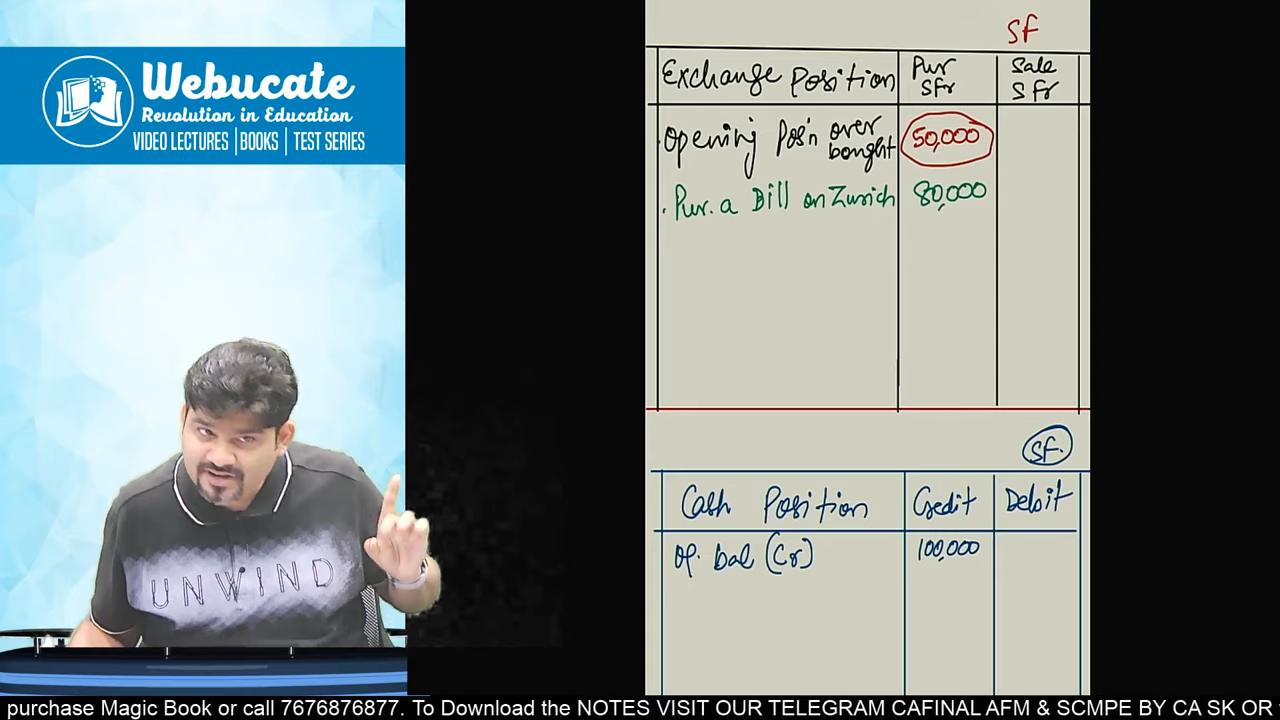 Webucate
Revolution in Education
VIDEO LECTURES | BOOKS | TEST SERIES
UNWIND
SF
Exchange Position Pur SFr Sale SFr
Opening Pos'n over bought 50,000
Pur. a Bill on Zurich 80,000
SF.
Cash Position Credit Debit
Op. bal (Cr) 100,000
purchase Magic Book or call 7676876877. To Download the NOTES VISIT OUR TELEGRAM CAFINAL AFM & SCMPE BY CA SK OR